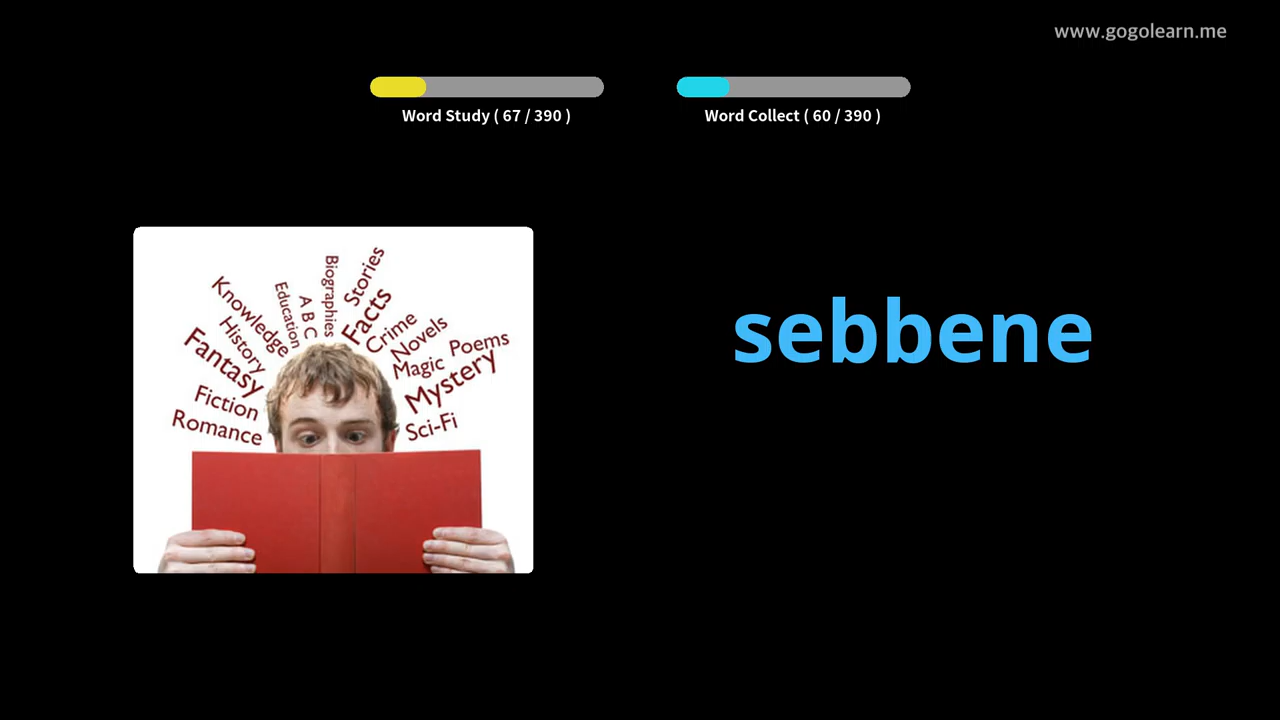 www.gogolearn.me
Word Study ( 67 / 390 )
Word Collect ( 60 / 390 )
Biographies
Stories
Education
A B C
Facts
Knowledge
Crime
History
Novels
Fantasy
Magic
Poems
Mystery
Fiction
Sci-Fi
Romance
sebbene